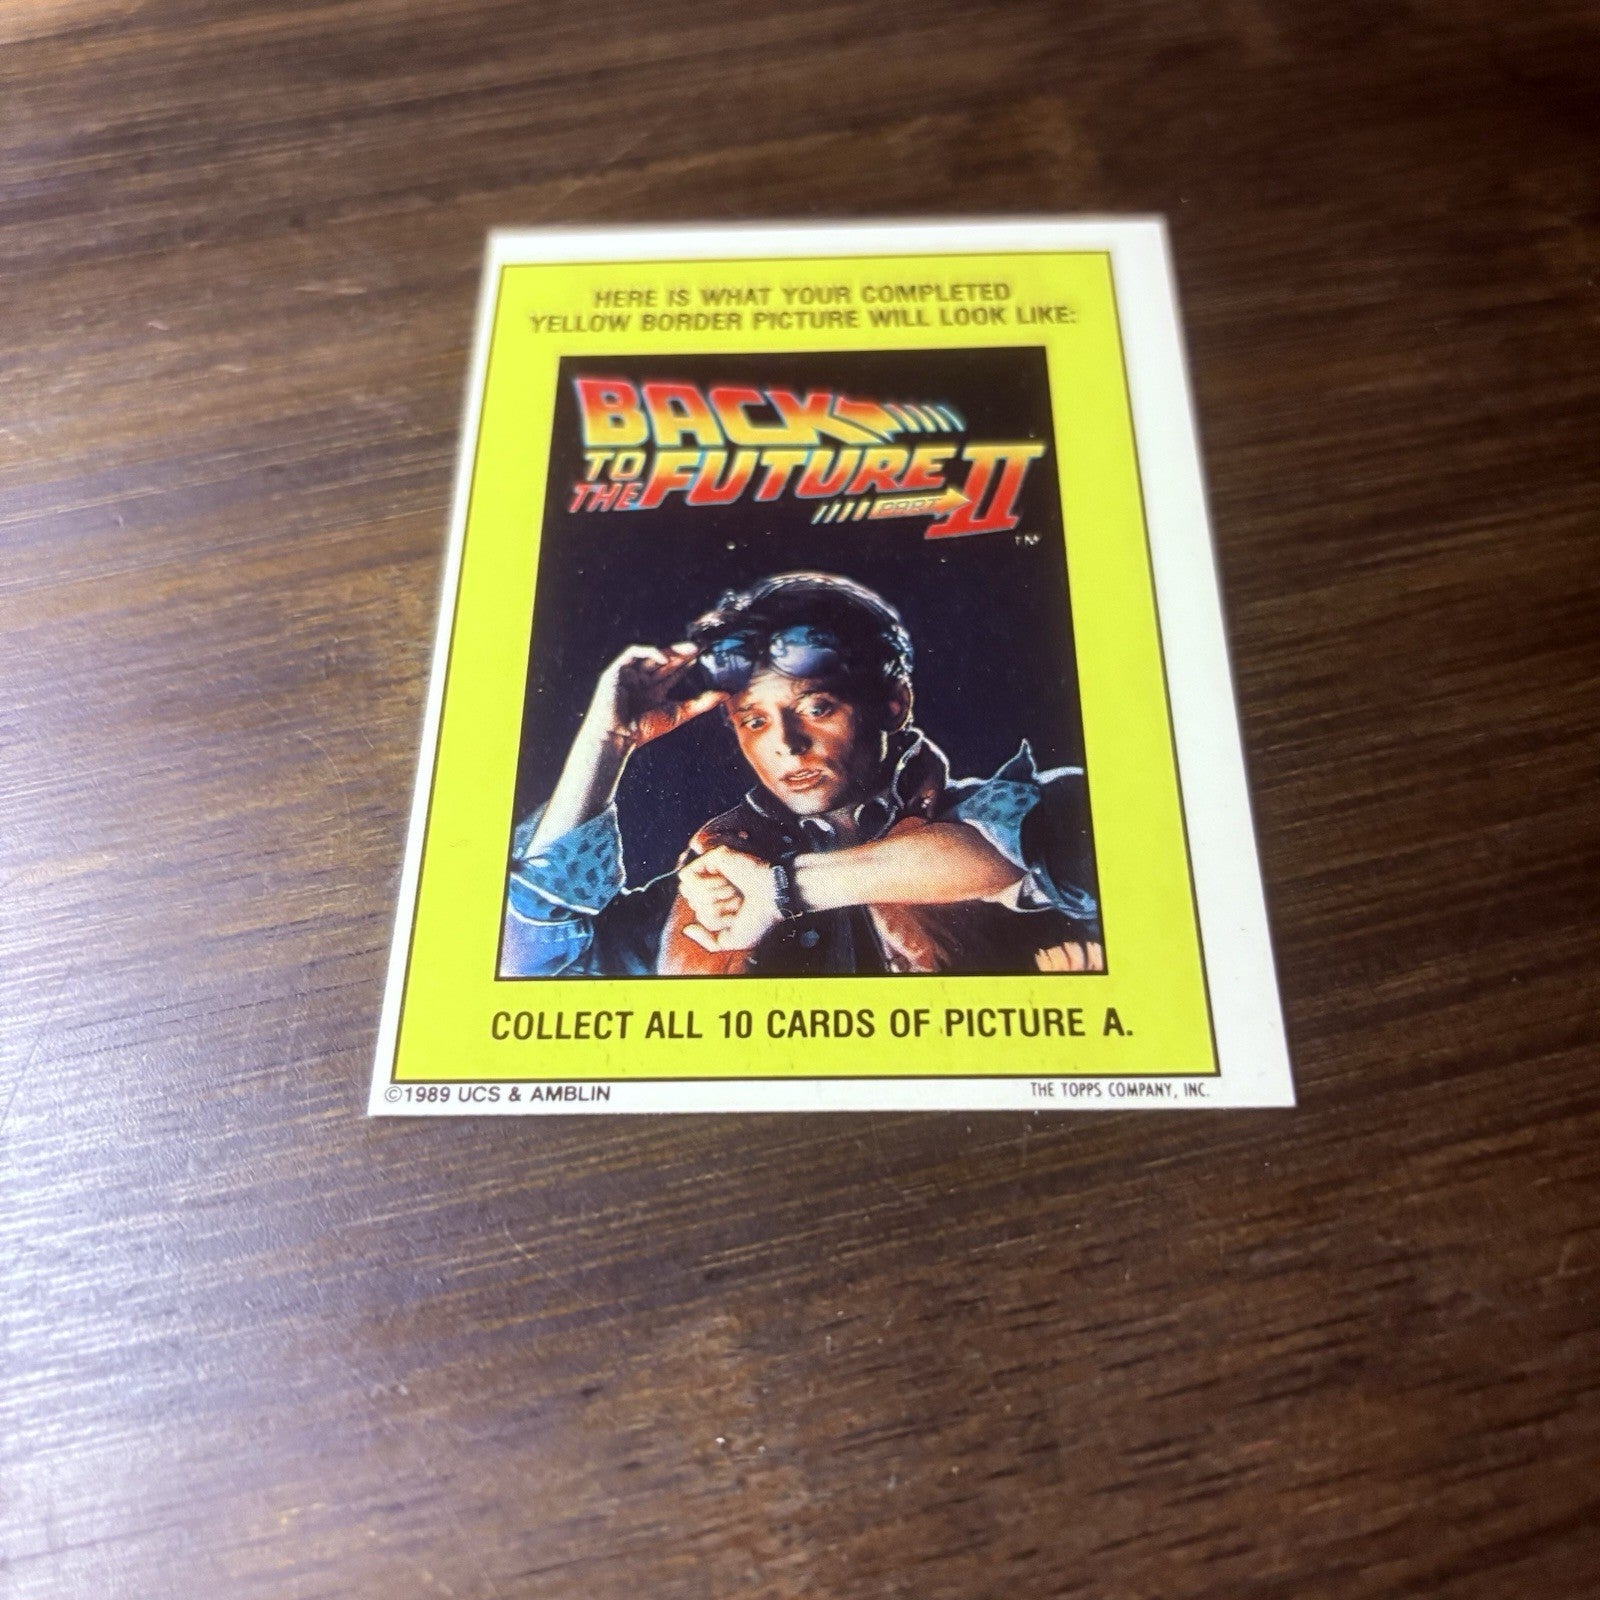 HERE IS WHAT YOUR COMPLETED
YELLOW BORDER PICTURE WILL LOOK LIKE:
BACK
TO FUTURE II
THE PART
TM
COLLECT ALL 10 CARDS OF PICTURE A.
©1989 UCS & AMBLIN THE TOPPS COMPANY, INC.